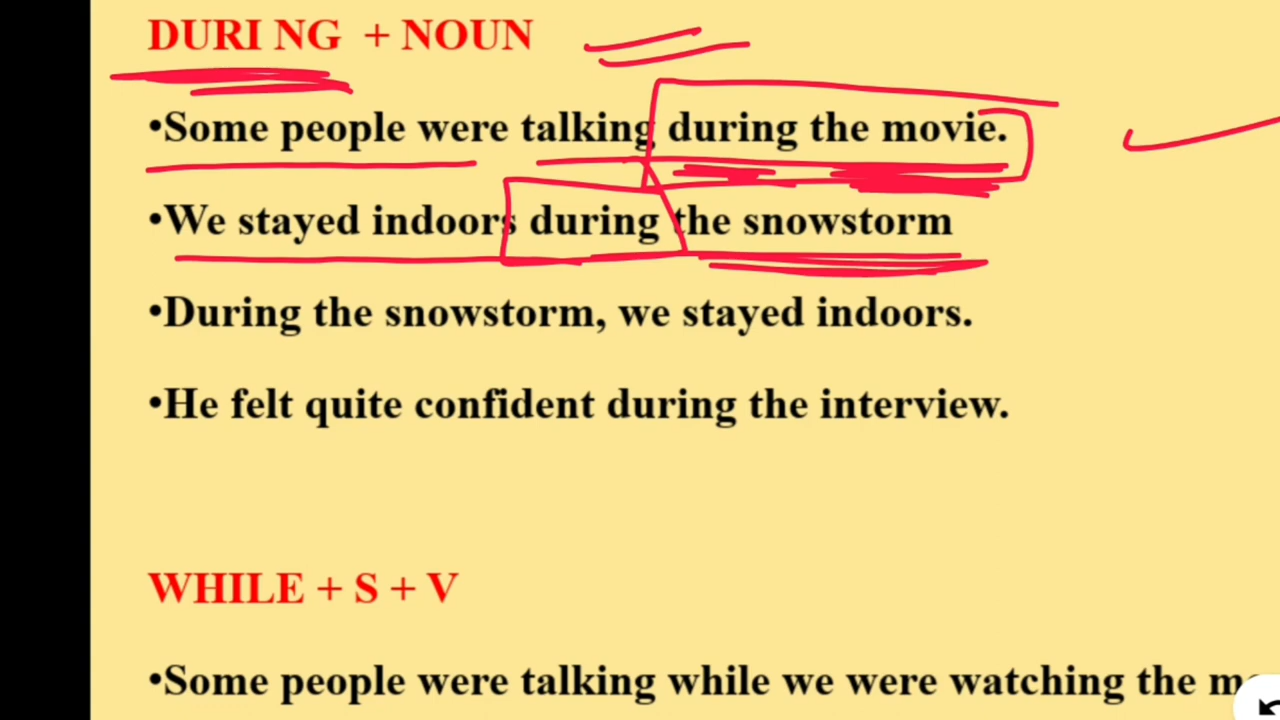 DURI NG + NOUN
•Some people were talking during the movie.
•We stayed indoors during the snowstorm
•During the snowstorm, we stayed indoors.
•He felt quite confident during the interview.
WHILE + S + V
•Some people were talking while we were watching the